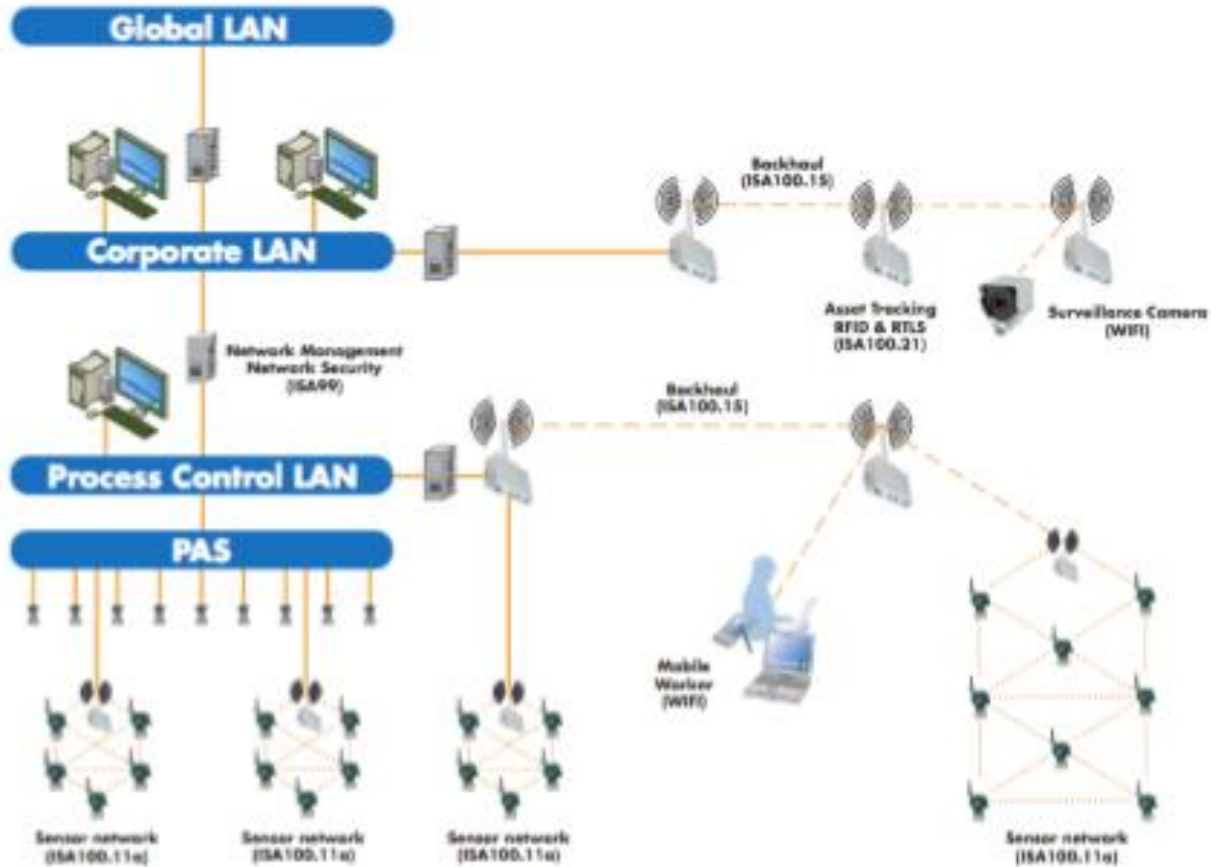 Global LAN
Backhaul
(ISA100.15)
Corporate LAN
Asset Tracking
RFID & RTLS
(ISA100.21)
Surveillance Camera
(WIFI)
Network Management
Network Security
(ISA99)
Backhaul
(ISA100.15)
Process Control LAN
PAS
Mobile
Worker
(WIFI)
Sensor network
(ISA100.11a)
Sensor network
(ISA100.11a)
Sensor network
(ISA100.11a)
Sensor network
(ISA100.11a)